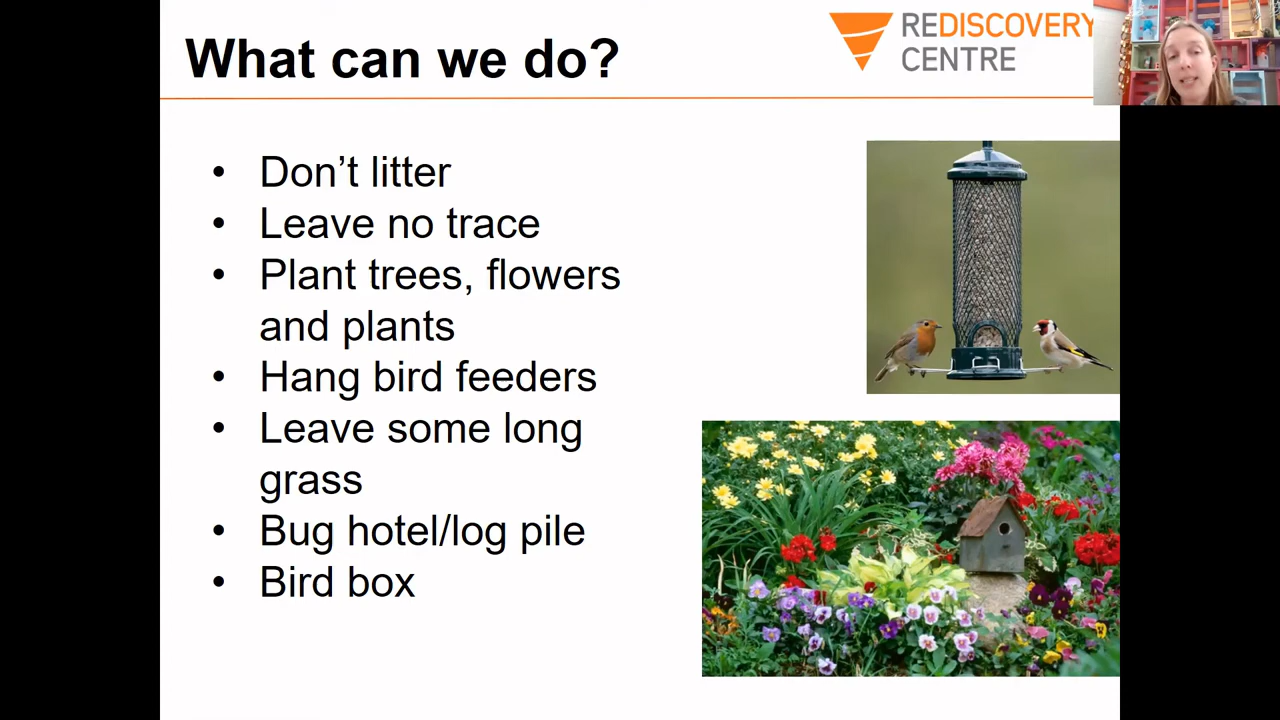 What can we do?
REDISCOVERY
CENTRE
• Don’t litter
• Leave no trace
• Plant trees, flowers
and plants
• Hang bird feeders
• Leave some long
grass
• Bug hotel/log pile
• Bird box